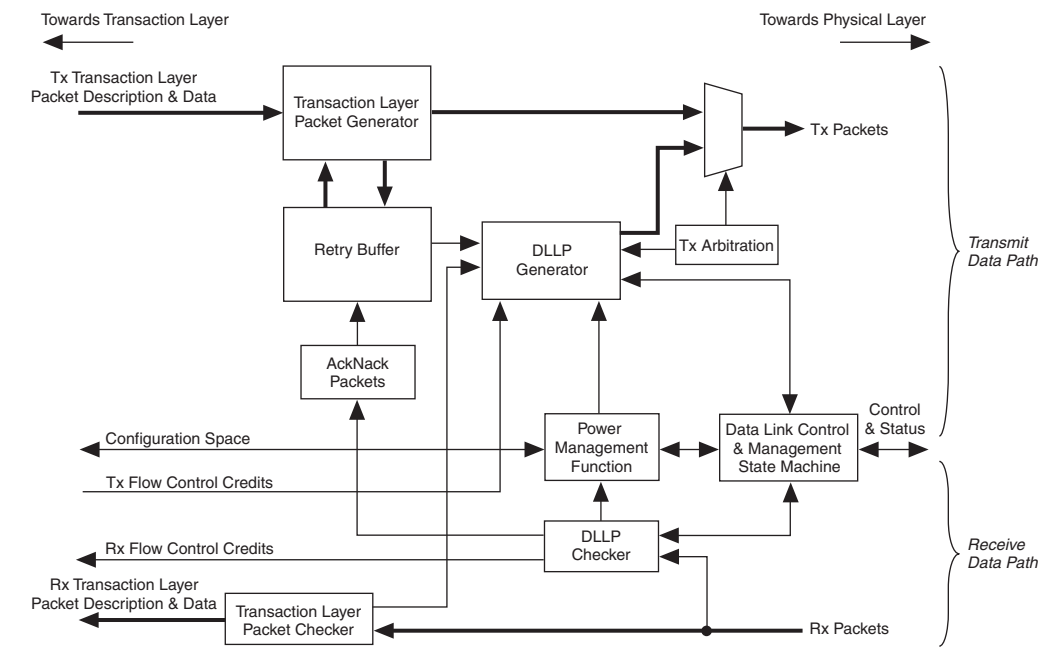 Towards Transaction Layer
Towards Physical Layer
Tx Transaction Layer
Packet Description & Data
Transaction Layer
Packet Generator
Tx Packets
Retry Buffer
DLLP
Generator
Tx Arbitration
Transmit
Data Path
AckNack
Packets
Configuration Space
Power
Management
Function
Data Link Control
& Management
State Machine
Control
& Status
Tx Flow Control Credits
DLLP
Checker
Rx Flow Control Credits
Receive
Data Path
Rx Transaction Layer
Packet Description & Data
Transaction Layer
Packet Checker
Rx Packets